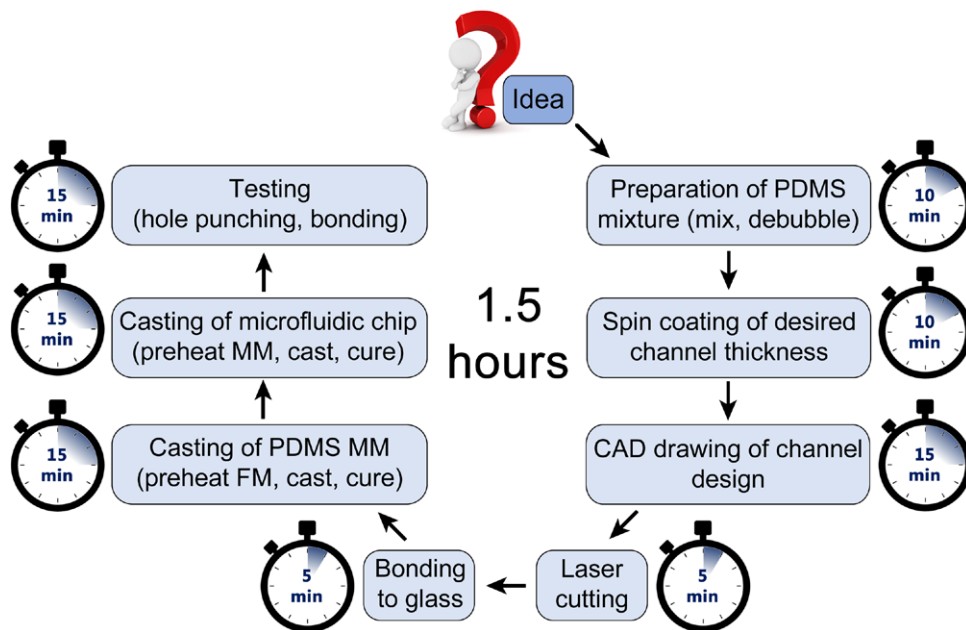 Idea
Preparation of PDMS
mixture (mix, debubble)
10
min
Spin coating of desired
channel thickness
10
min
CAD drawing of channel
design
15
min
Laser
cutting
5
min
Bonding
to glass
5
min
Casting of PDMS MM
(preheat FM, cast, cure)
15
min
Casting of microfluidic chip
(preheat MM, cast, cure)
15
min
Testing
(hole punching, bonding)
15
min
1.5
hours